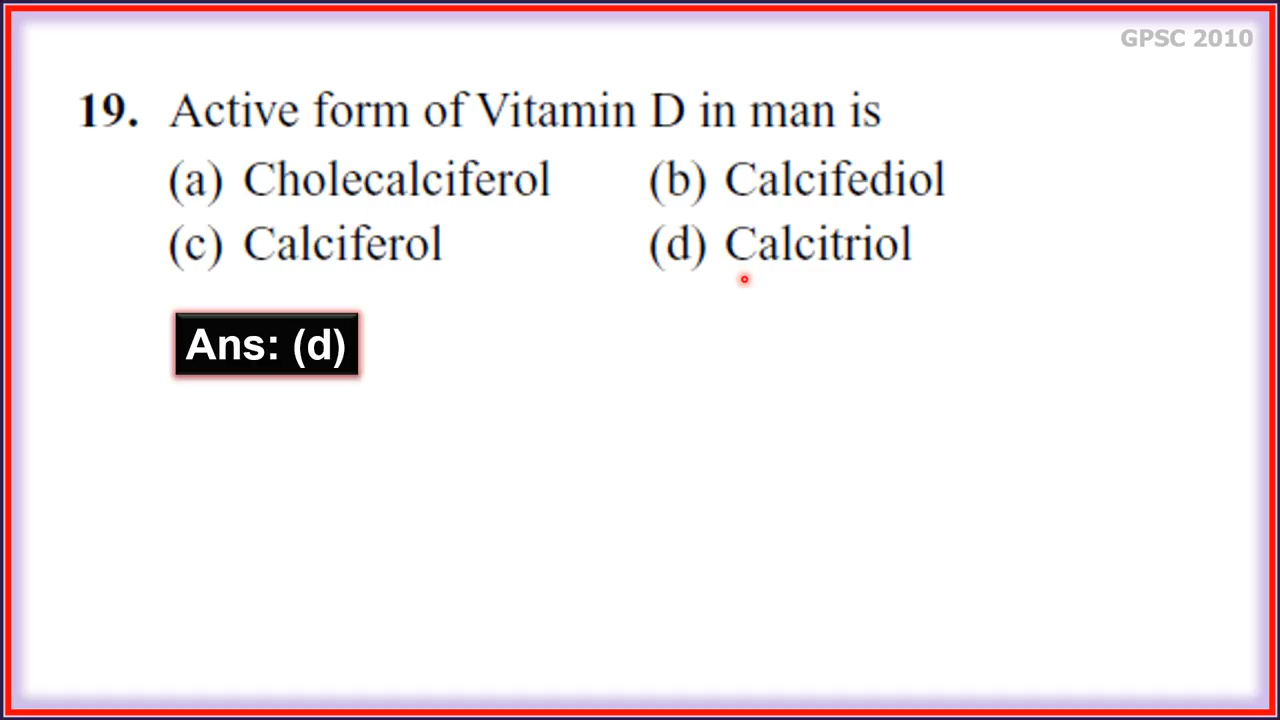 GPSC 2010
19. Active form of Vitamin D in man is
(a) Cholecalciferol (b) Calcifediol
(c) Calciferol (d) Calcitriol
Ans: (d)